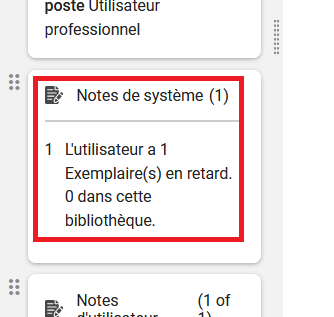 poste Utilisateur
professionnel
Notes de système (1)
1 L'utilisateur a 1
Exemplaire(s) en retard.
0 dans cette
bibliothèque.
Notes (1 of
d'utilisateur 1)